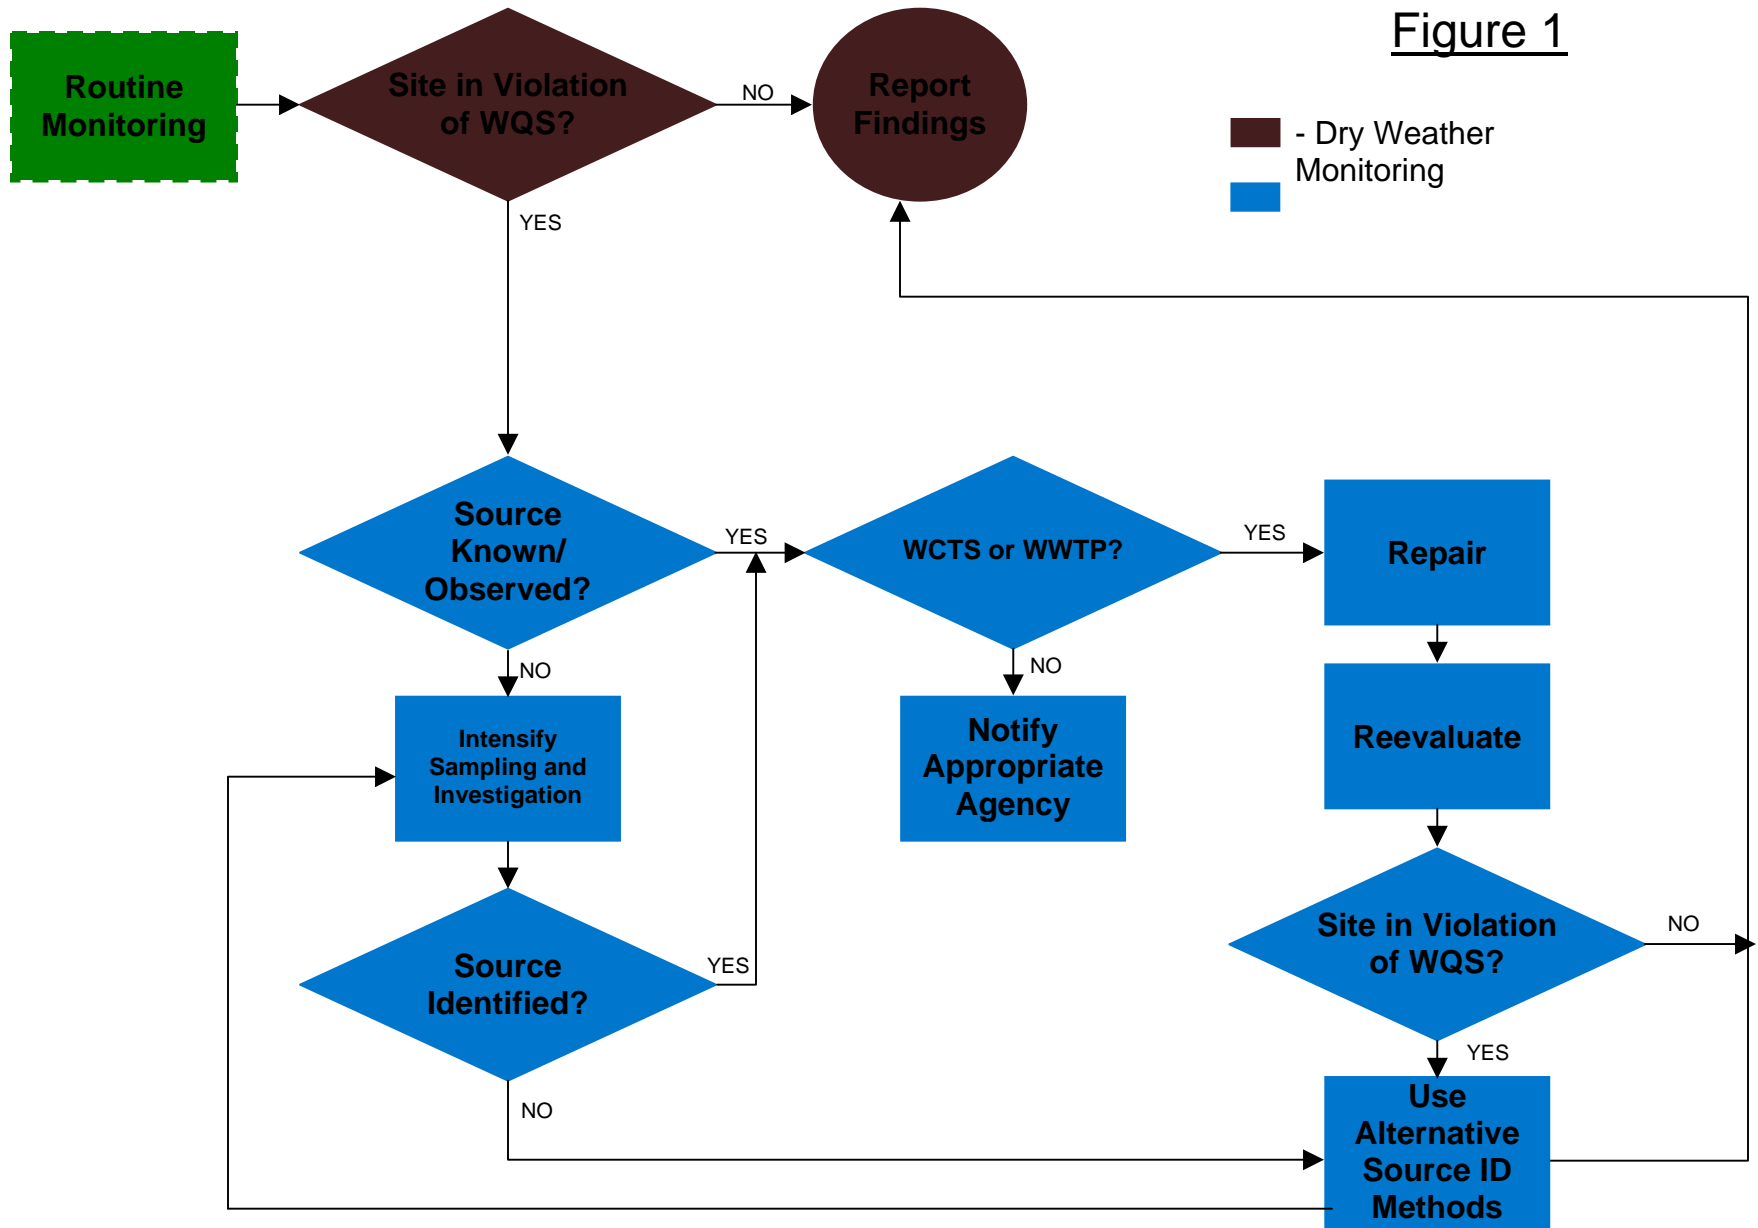 Figure 1
Routine
Monitoring
Site in Violation
of WQS?
NO
Report
Findings
- Dry Weather
Monitoring
YES
Source
Known/
Observed?
YES
WCTS or WWTP?
YES
Repair
NO
NO
Intensify
Sampling and
Investigation
Notify
Appropriate
Agency
Reevaluate
Source
Identified?
YES
Site in Violation
of WQS?
NO
YES
NO
Use
Alternative
Source ID
Methods